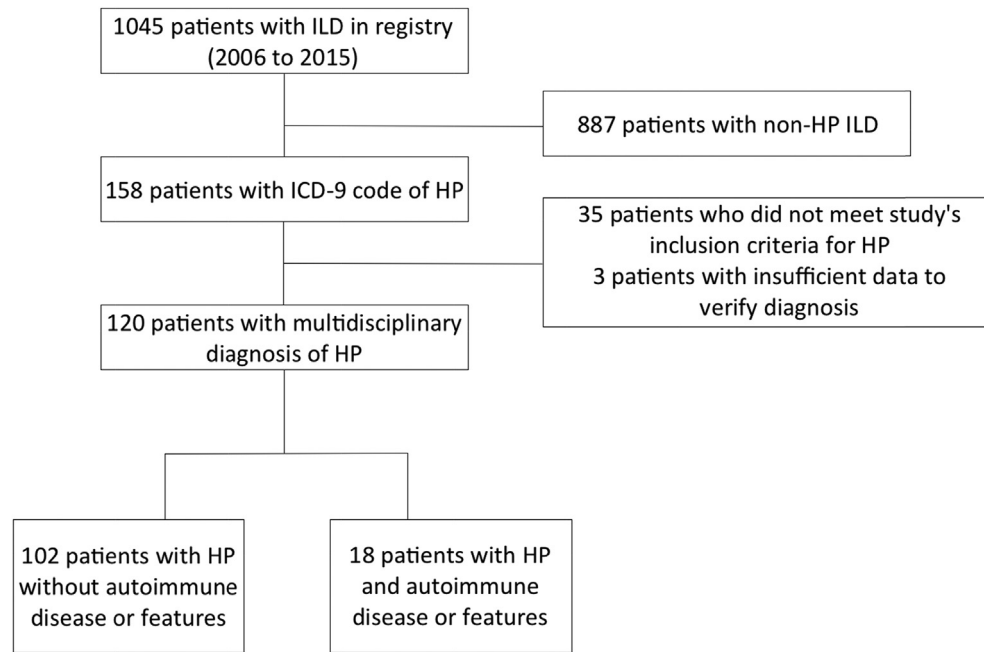 1045 patients with ILD in registry
(2006 to 2015)
887 patients with non-HP ILD
158 patients with ICD-9 code of HP
35 patients who did not meet study's
inclusion criteria for HP
3 patients with insufficient data to
verify diagnosis
120 patients with multidisciplinary
diagnosis of HP
102 patients with HP
without autoimmune
disease or features
18 patients with HP
and autoimmune
disease or features